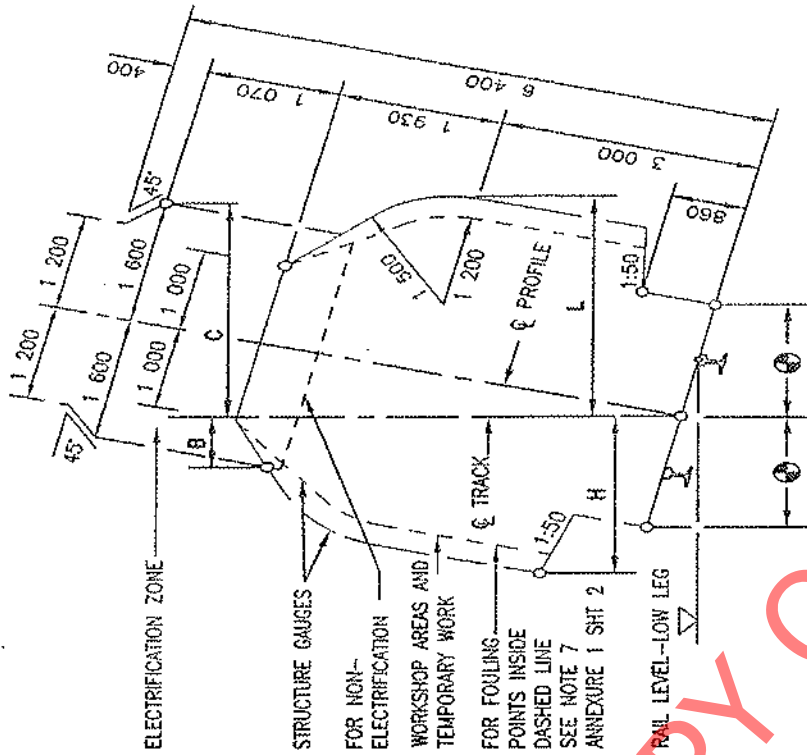 400
1 200
1 200
1 600
1 600
1 000
1 000
45°
45°
1 070
1 930
6 400
3 000
860
C
B
ELECTRIFICATION ZONE
STRUCTURE GAUGES
FOR NON-
ELECTRIFICATION
WORKSHOP AREAS AND
TEMPORARY WORK
FOR FOULING
POINTS INSIDE
DASHED LINE
SEE NOTE 7
ANNEXURE 1 SHT 2
RAIL LEVEL-LOW LEG
1 500
1 200
℄ PROFILE
L
℄ TRACK
H
1:50
1:50
PY